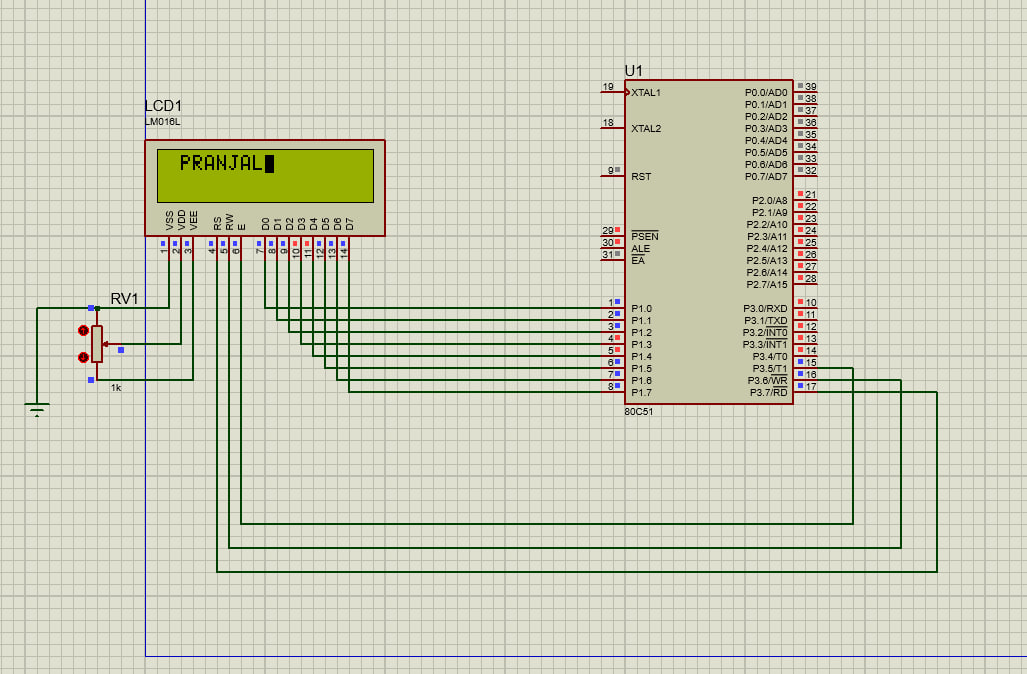 LCD1
LM016L
PRANJAL
VSS VDD VEE RS RW E D0 D1 D2 D3 D4 D5 D6 D7
1 2 3 4 5 6 7 8 9 10 11 12 13 14
RV1
1k
U1
19 XTAL1
18 XTAL2
9 RST
29 PSEN
30 ALE
31 EA
1 P1.0
2 P1.1
3 P1.2
4 P1.3
5 P1.4
6 P1.5
7 P1.6
8 P1.7
P0.0/AD0 39
P0.1/AD1 38
P0.2/AD2 37
P0.3/AD3 36
P0.4/AD4 35
P0.5/AD5 34
P0.6/AD6 33
P0.7/AD7 32
P2.0/A8 21
P2.1/A9 22
P2.2/A10 23
P2.3/A11 24
P2.4/A12 25
P2.5/A13 26
P2.6/A14 27
P2.7/A15 28
P3.0/RXD 10
P3.1/TXD 11
P3.2/INT0 12
P3.3/INT1 13
P3.4/T0 14
P3.5/T1 15
P3.6/WR 16
P3.7/RD 17
80C51